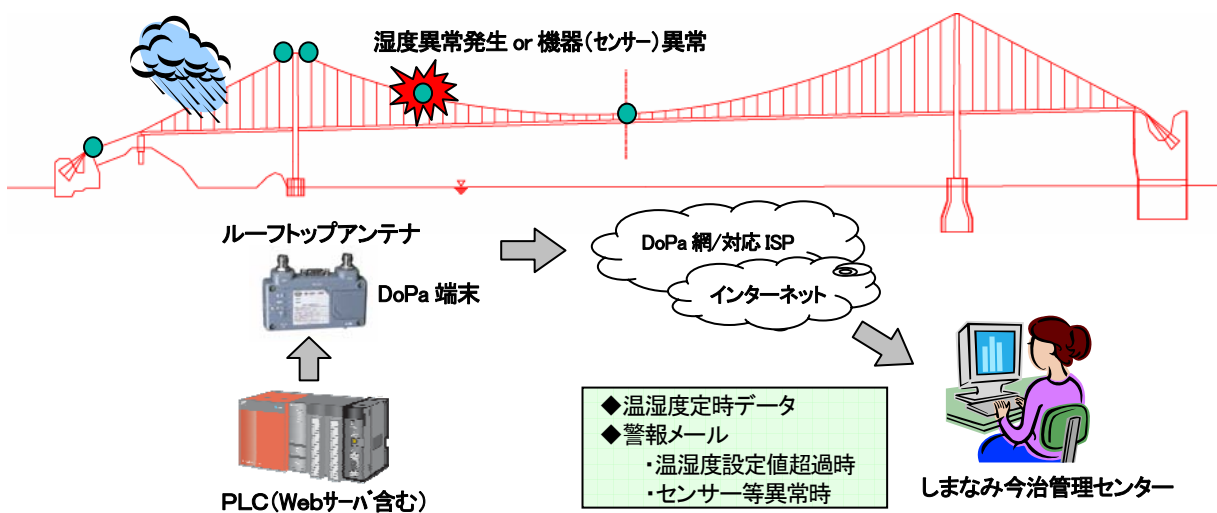 湿度異常発生 or 機器(センサー)異常
ルーフトップアンテナ
DoPa 端末
DoPa 網/対応 ISP
インターネット
PLC(Webサーバ含む)
◆温湿度定時データ
◆警報メール
・温湿度設定値超過時
・センサー等異常時
しまなみ今治管理センター